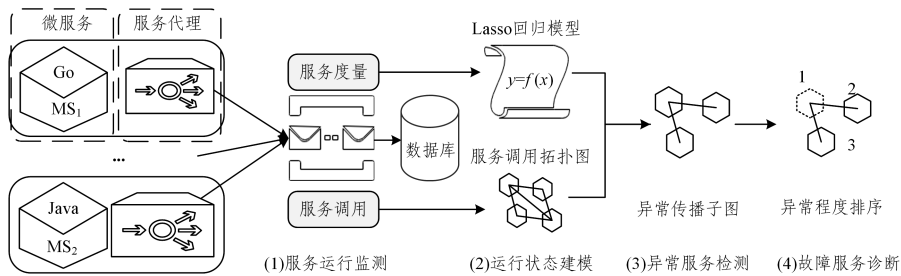 微服务 服务代理
Go
MS₁
...
Java
MS₂
服务度量
数据库
服务调用
(1)服务运行监测
Lasso回归模型
y=f(x)
服务调用拓扑图
(2)运行状态建模
异常传播子图
(3)异常服务检测
1
2
3
异常程度排序
(4)故障服务诊断